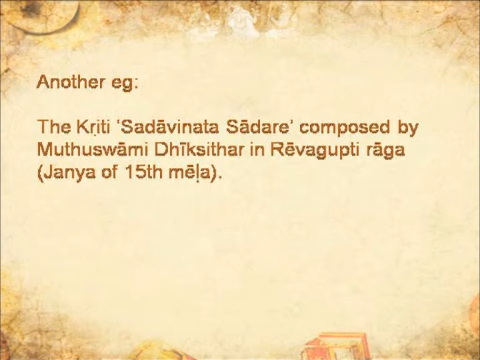 Another eg:
The Kṛiti ‘Sadāvinata Sādare’ composed by
Muthuswāmi Dhīksithar in Rēvagupti rāga
(Janya of 15th mēḷa).